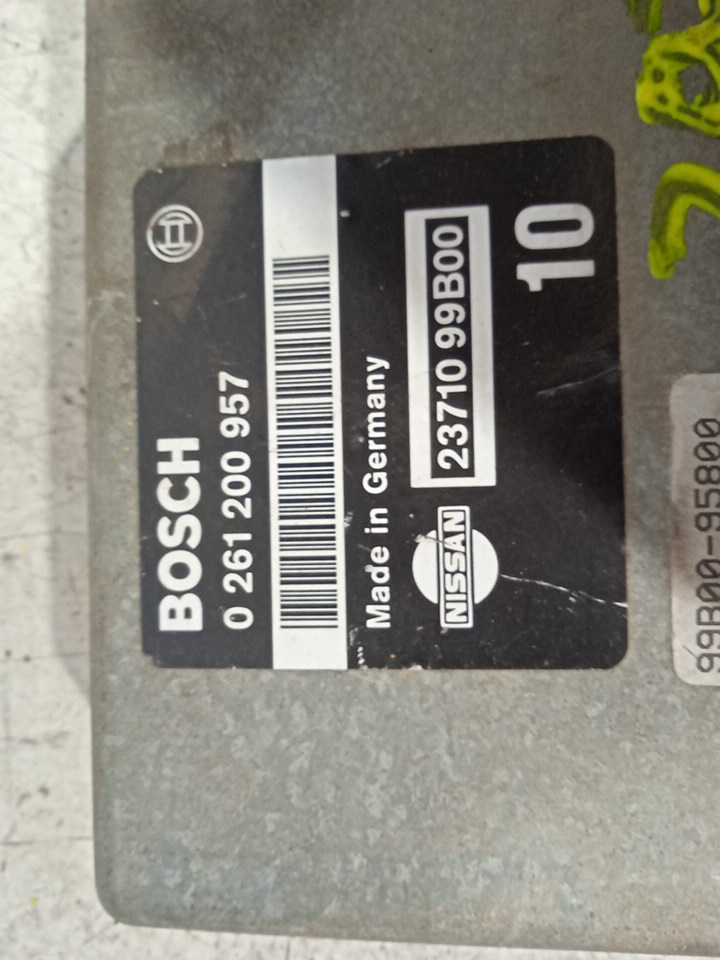 BOSCH
0 261 200 957
Made in Germany
NISSAN
23710 99B00
10
99B00-95800